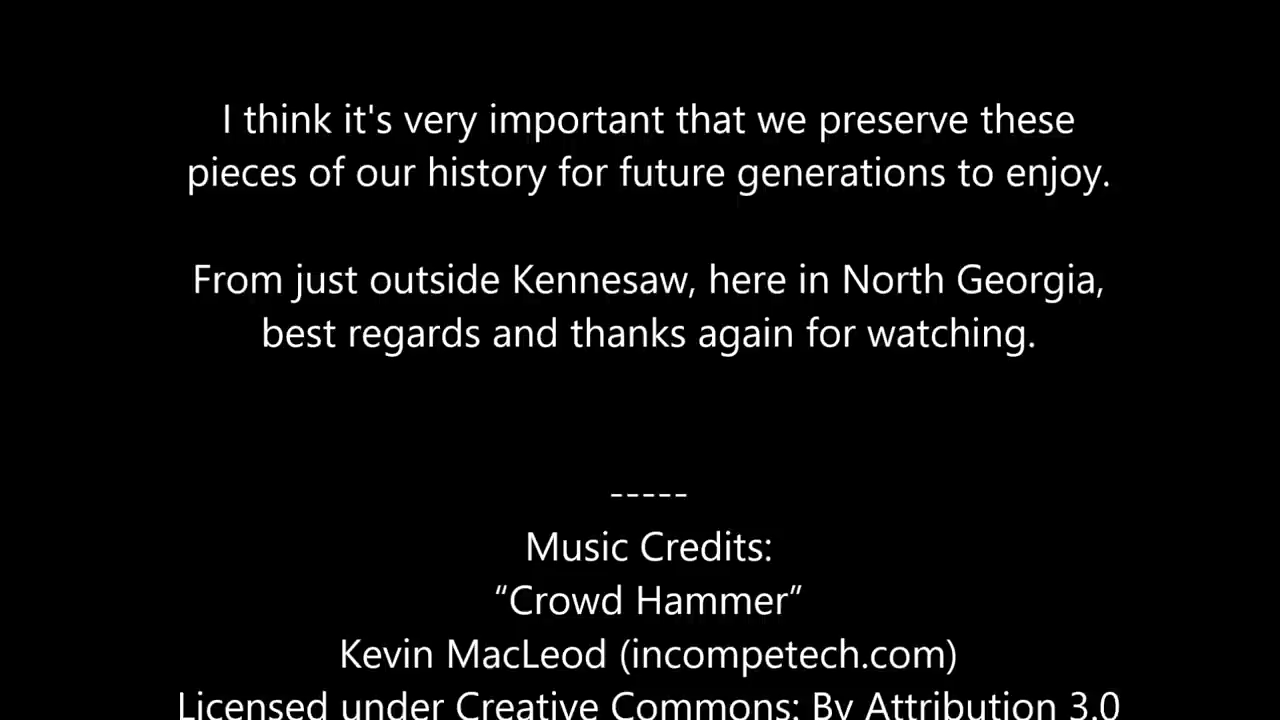 I think it's very important that we preserve these
pieces of our history for future generations to enjoy.
From just outside Kennesaw, here in North Georgia,
best regards and thanks again for watching.
-----
Music Credits:
“Crowd Hammer”
Kevin MacLeod (incompetech.com)
Licensed under Creative Commons: By Attribution 3.0